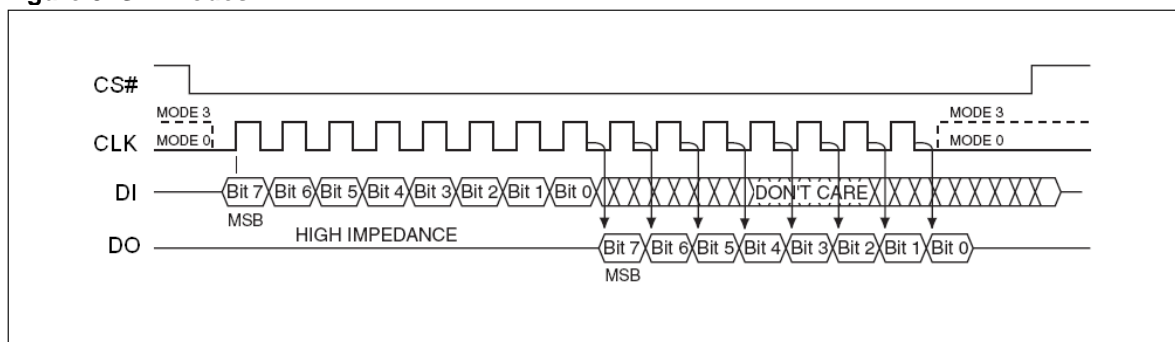 CS#
MODE 3 MODE 3
CLK MODE 0 MODE 0
DI Bit 7 Bit 6 Bit 5 Bit 4 Bit 3 Bit 2 Bit 1 Bit 0 DON'T CARE
MSB
DO HIGH IMPEDANCE Bit 7 Bit 6 Bit 5 Bit 4 Bit 3 Bit 2 Bit 1 Bit 0
MSB